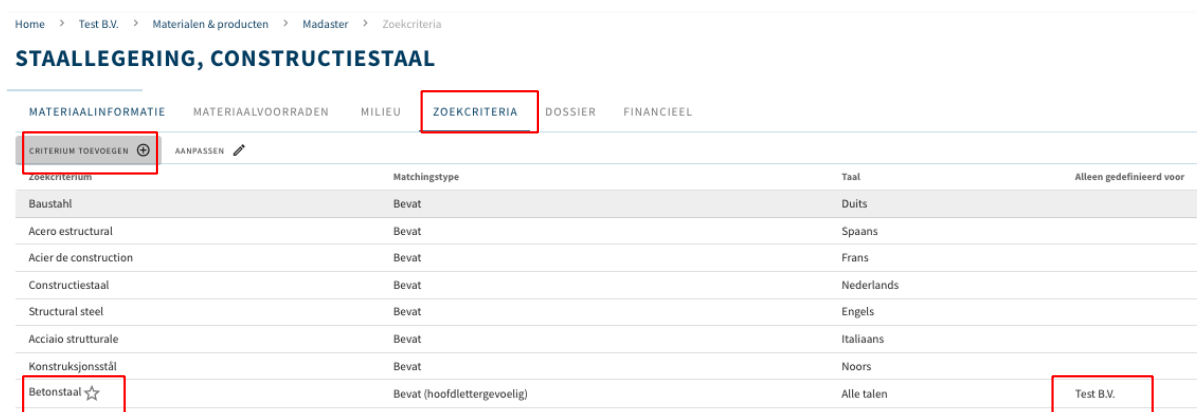 Home > Test B.V. > Materialen & producten > Madaster > Zoekcriteria
STAALLEGERING, CONSTRUCTIESTAAL
MATERIAALINFORMATIE MATERIAALVOORRADEN MILIEU ZOEKCRITERIA DOSSIER FINANCIEEL
CRITERIUM TOEVOEGEN AANPASSEN
Zoekcriterium Matchingstype Taal Alleen gedefinieerd voor
Baustahl Bevat Duits
Acero estructural Bevat Spaans
Acier de construction Bevat Frans
Constructiestaal Bevat Nederlands
Structural steel Bevat Engels
Acciaio strutturale Bevat Italiaans
Konstruksjonsstål Bevat Noors
Betonstaal Bevat (hoofdlettergevoelig) Alle talen Test B.V.